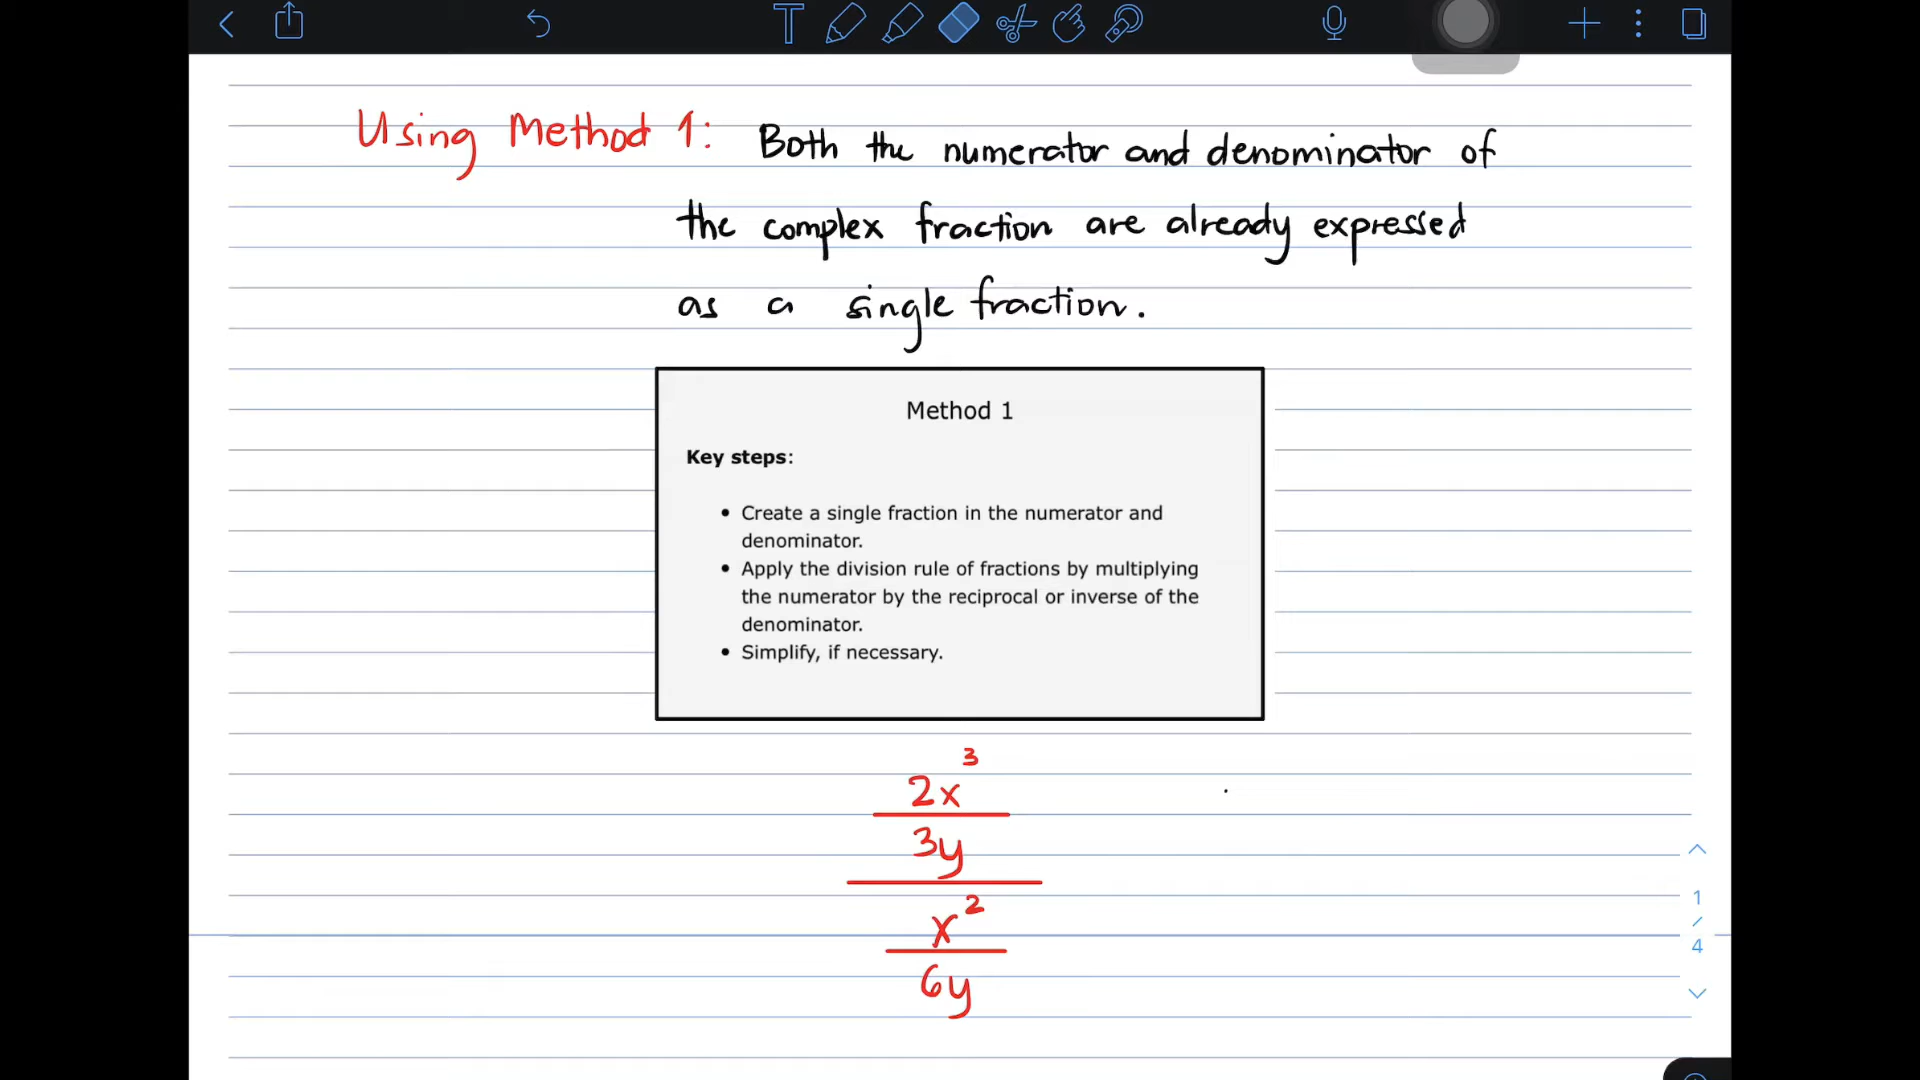 Using Method 1: Both the numerator and denominator of
the complex fraction are already expressed
as a single fraction.
Method 1
Key steps:
• Create a single fraction in the numerator and
denominator.
• Apply the division rule of fractions by multiplying
the numerator by the reciprocal or inverse of the
denominator.
• Simplify, if necessary.
2x³
3y
x²
6y
1
/
4